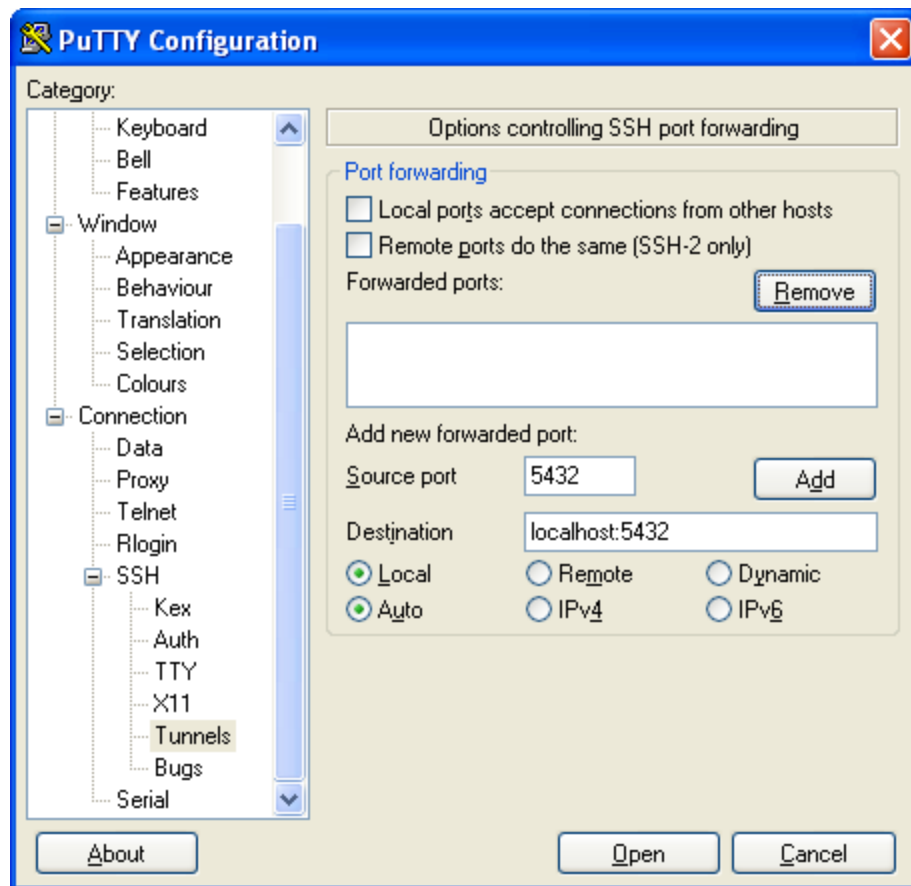 PuTTY Configuration
Category:
Keyboard
Bell
Features
Window
Appearance
Behaviour
Translation
Selection
Colours
Connection
Data
Proxy
Telnet
Rlogin
SSH
Kex
Auth
TTY
X11
Tunnels
Bugs
Serial
Options controlling SSH port forwarding
Port forwarding
Local ports accept connections from other hosts
Remote ports do the same (SSH-2 only)
Forwarded ports:
Remove
Add new forwarded port:
Source port 5432 Add
Destination localhost:5432
Local Remote Dynamic
Auto IPv4 IPv6
About Open Cancel